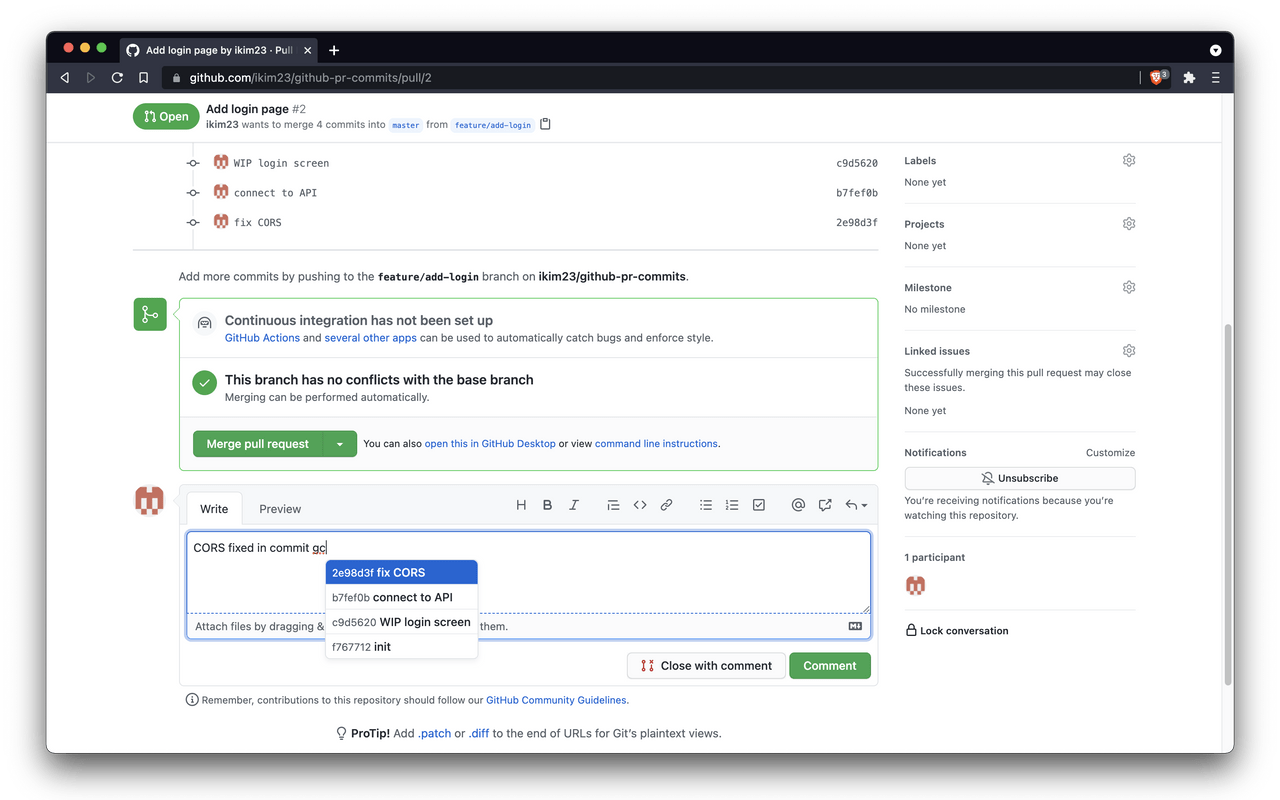 Add login page by ikim23 · Pull
github.com/ikim23/github-pr-commits/pull/2
3
Open
Add login page #2
ikim23 wants to merge 4 commits into master from feature/add-login
WIP login screen c9d5620
connect to API b7fef0b
fix CORS 2e98d3f
Add more commits by pushing to the feature/add-login branch on ikim23/github-pr-commits.
Continuous integration has not been set up
GitHub Actions and several other apps can be used to automatically catch bugs and enforce style.
This branch has no conflicts with the base branch
Merging can be performed automatically.
Merge pull request
You can also open this in GitHub Desktop or view command line instructions.
Write Preview
H B I
CORS fixed in commit gc
2e98d3f fix CORS
b7fef0b connect to API
c9d5620 WIP login screen
f767712 init
Attach files by dragging & them.
Close with comment Comment
Remember, contributions to this repository should follow our GitHub Community Guidelines.
ProTip! Add .patch or .diff to the end of URLs for Git's plaintext views.
Labels
None yet
Projects
None yet
Milestone
No milestone
Linked issues
Successfully merging this pull request may close
these issues.
None yet
Notifications Customize
Unsubscribe
You're receiving notifications because you're
watching this repository.
1 participant
Lock conversation